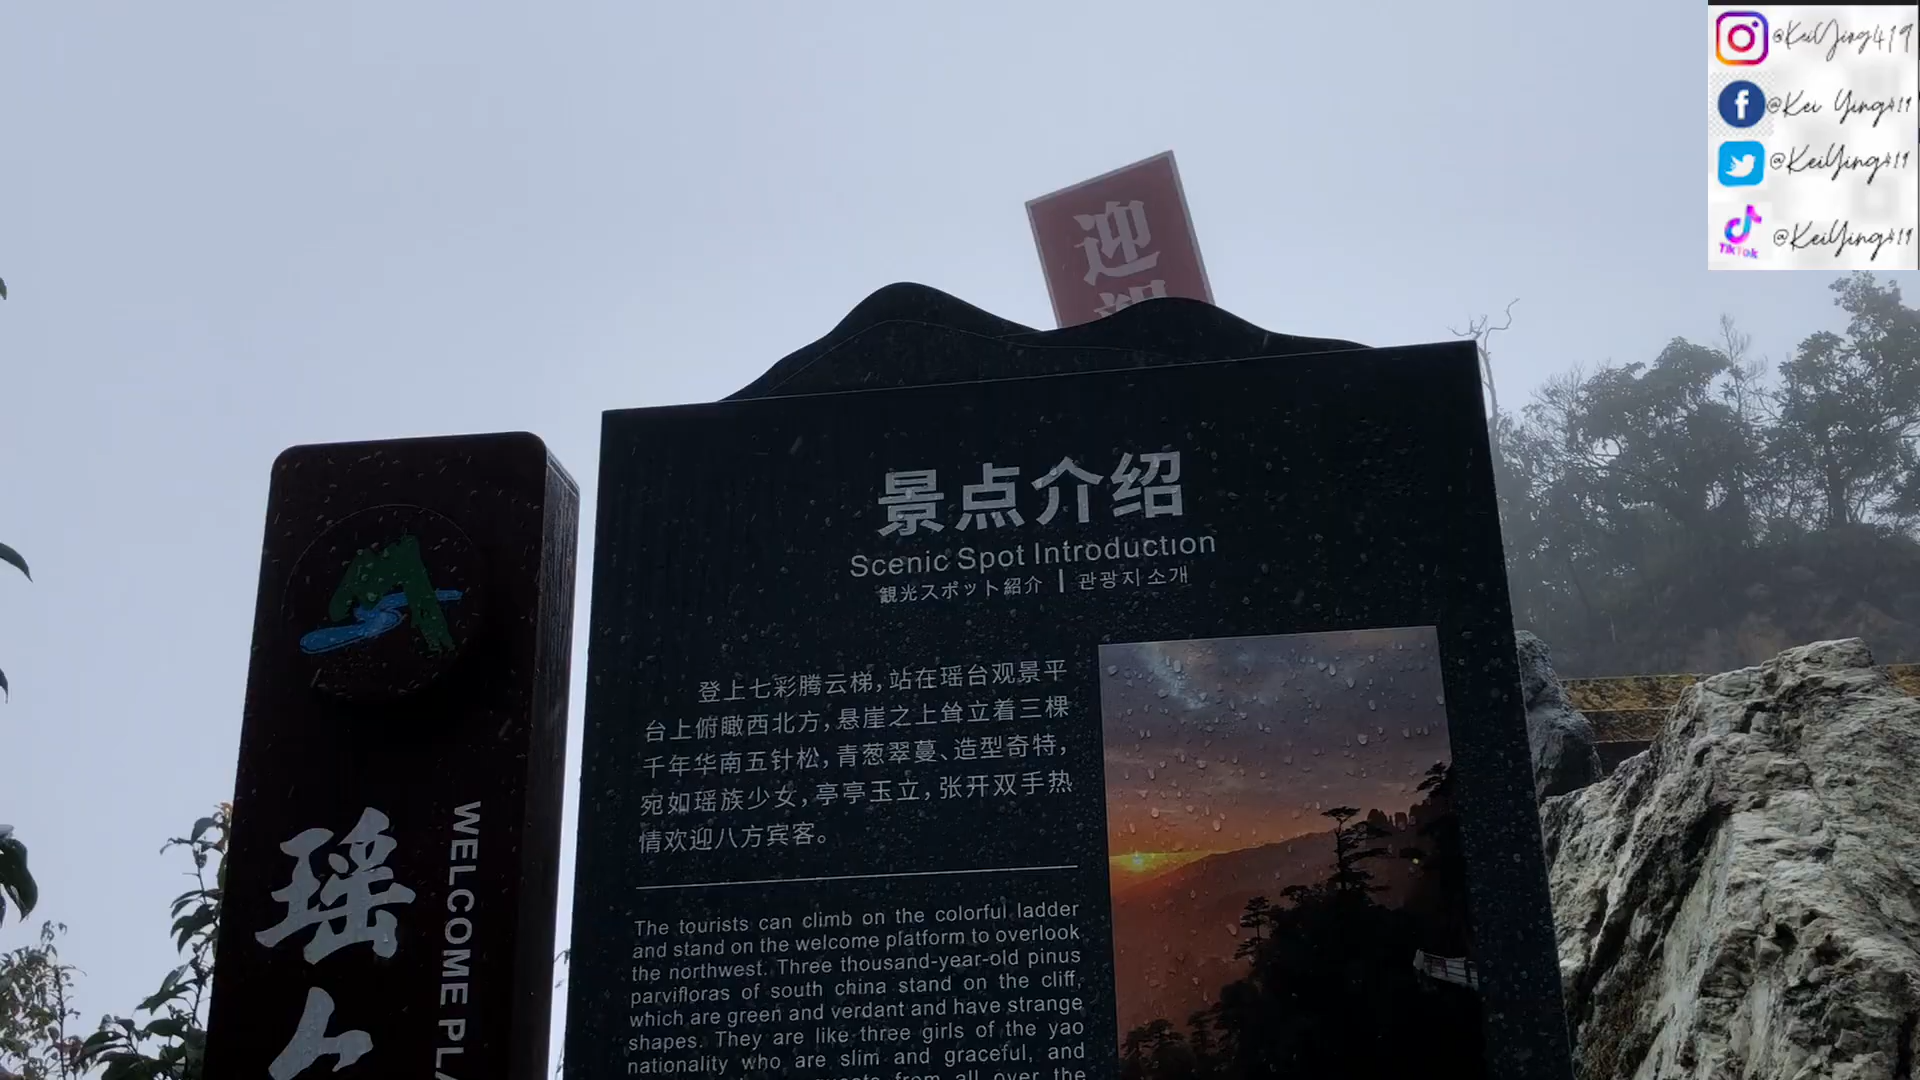 @KeiYing419
@Kei Ying419
@KeiYing419
TikTok
@KeiYing419
迎
景点介绍
Scenic Spot Introduction
観光スポット紹介 | 관광지 소개
登上七彩腾云梯,站在瑶台观景平
台上俯瞰西北方,悬崖之上耸立着三棵
千年华南五针松,青葱翠蔓、造型奇特,
宛如瑶族少女,亭亭玉立,张开双手热
情欢迎八方宾客。
The tourists can climb on the colorful ladder
and stand on the welcome platform to overlook
the northwest. Three thousand-year-old pinus
parvifloras of south china stand on the cliff,
which are green and verdant and have strange
shapes. They are like three girls of the yao
nationality who are slim and graceful, and
guests from all over the
瑶
WELCOME PLA